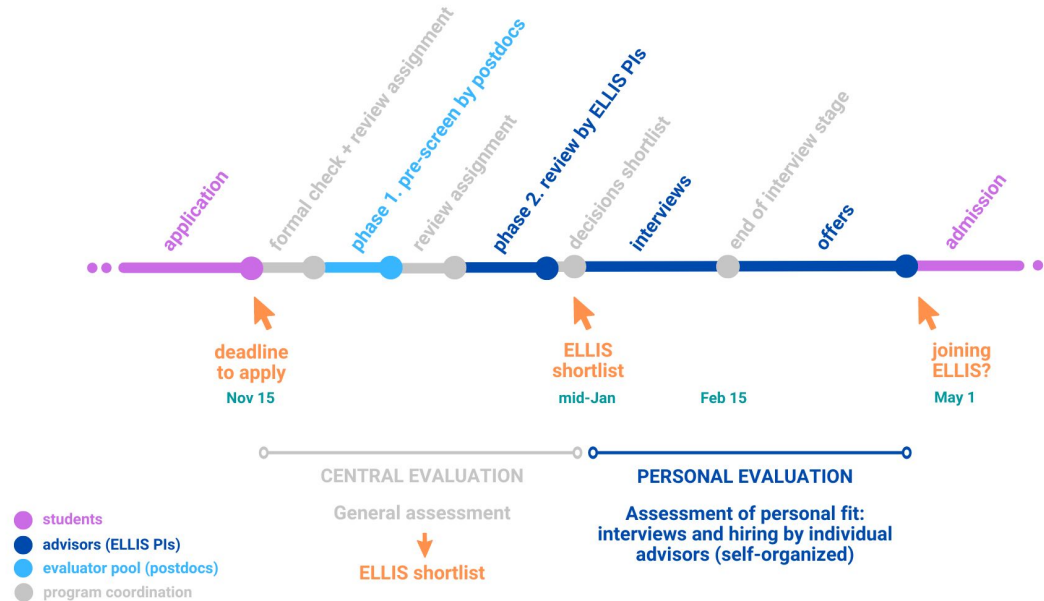 application
formal check + review assignment
phase 1. pre-screen by postdocs
review assignment
phase 2. review by ELLIS PIs
decisions shortlist
interviews
end of interview stage
offers
admission
deadline
to apply
Nov 15
ELLIS
shortlist
mid-Jan
Feb 15
joining
ELLIS?
May 1
CENTRAL EVALUATION
General assessment
ELLIS shortlist
PERSONAL EVALUATION
Assessment of personal fit:
interviews and hiring by individual
advisors (self-organized)
students
advisors (ELLIS PIs)
evaluator pool (postdocs)
program coordination